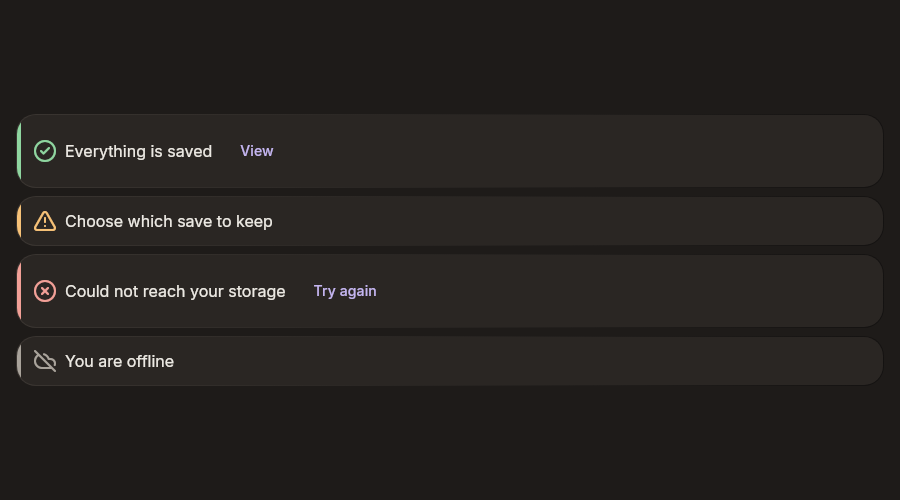 Everything is saved View
Choose which save to keep
Could not reach your storage Try again
You are offline